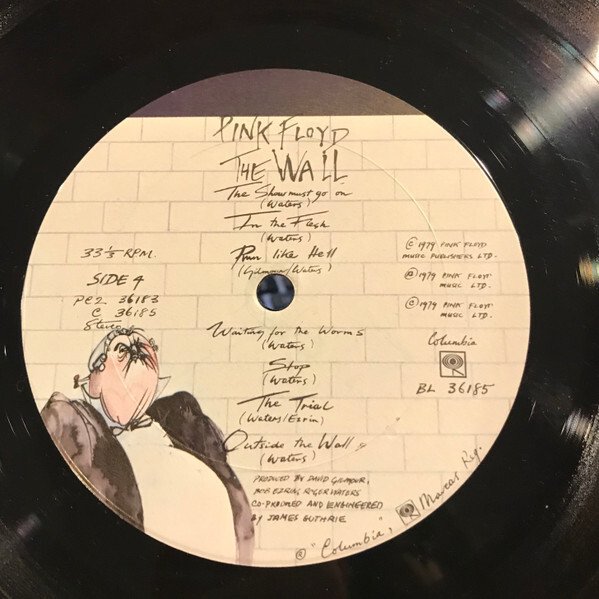 PINK FLOYD
THE WALL
The Show must go on
(Waters)
In the Flesh
(Waters)
Run like Hell
(Gilmour/Waters)
33 1/3 RPM.
SIDE 4
PC2 36183
C 36185
Stereo
© 1979 PINK FLOYD
MUSIC PUBLISHERS LTD.
℗ 1979 PINK FLOYD
MUSIC LTD.
© 1979 PINK FLOYD
MUSIC LTD.
Columbia
BL 36185
Waiting for the Worms
(Waters)
Stop
(Waters)
The Trial
(Waters/Ezrin)
Outside the Wall
(Waters)
PRODUCED BY DAVID GILMOUR,
BOB EZRIN, ROGER WATERS
CO-PRODUCED AND ENGINEERED
By JAMES GUTHRIE
® "Columbia", Marcas Reg.